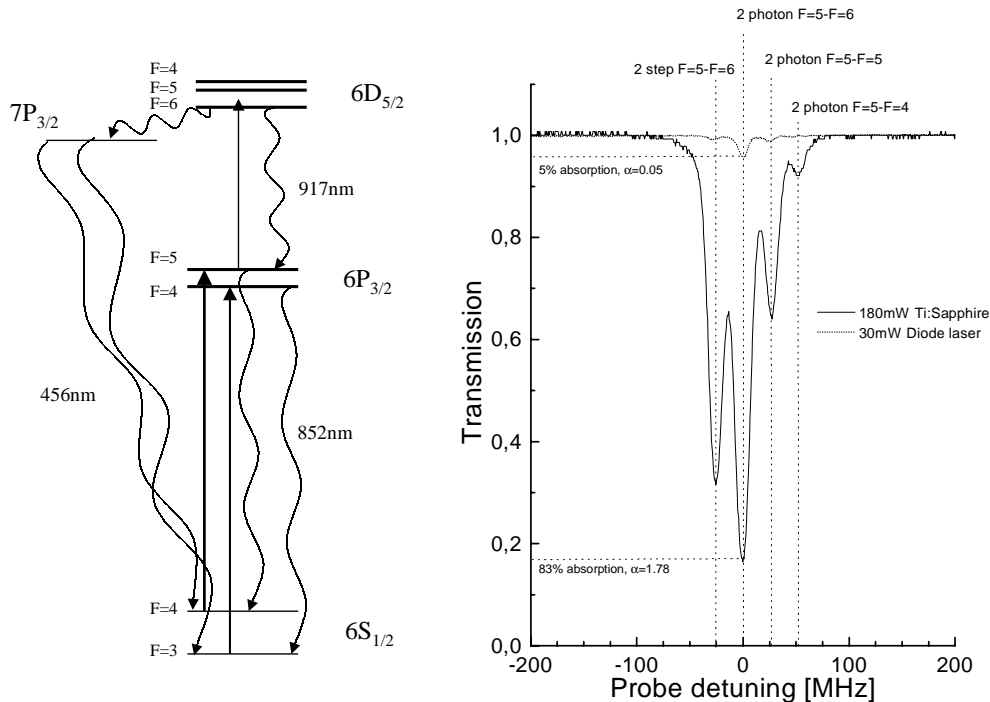 F=4
F=5
F=6
6D5/2
7P3/2
917nm
F=5
F=4
6P3/2
456nm
852nm
F=4
F=3
6S1/2
2 photon F=5-F=6
2 step F=5-F=6
2 photon F=5-F=5
2 photon F=5-F=4
1,0
0,8
0,6
0,4
0,2
0,0
Transmission
5% absorption, α=0.05
180mW Ti:Sapphire
30mW Diode laser
83% absorption, α=1.78
-200
-100
0
100
200
Probe detuning [MHz]